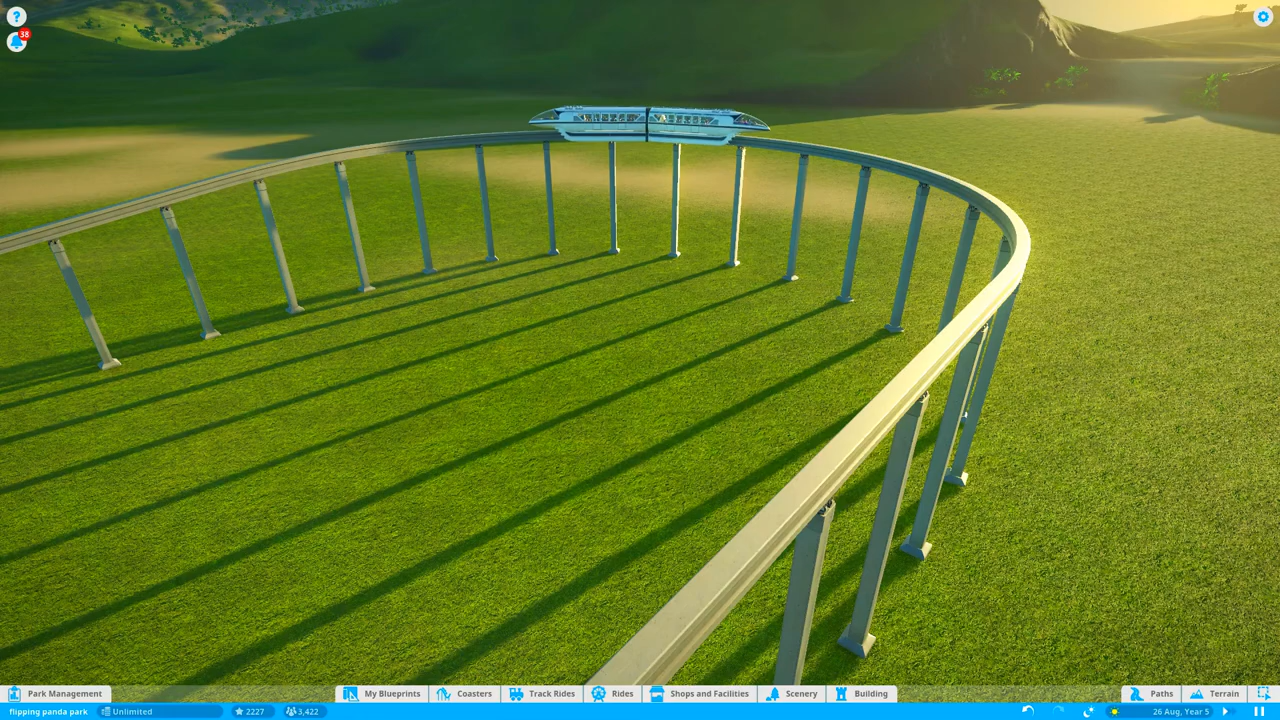 ?
38
Park Management
My Blueprints
Coasters
Track Rides
Rides
Shops and Facilities
Scenery
Building
Paths
Terrain
flipping panda park
Unlimited
2227
3,422
26 Aug, Year 5